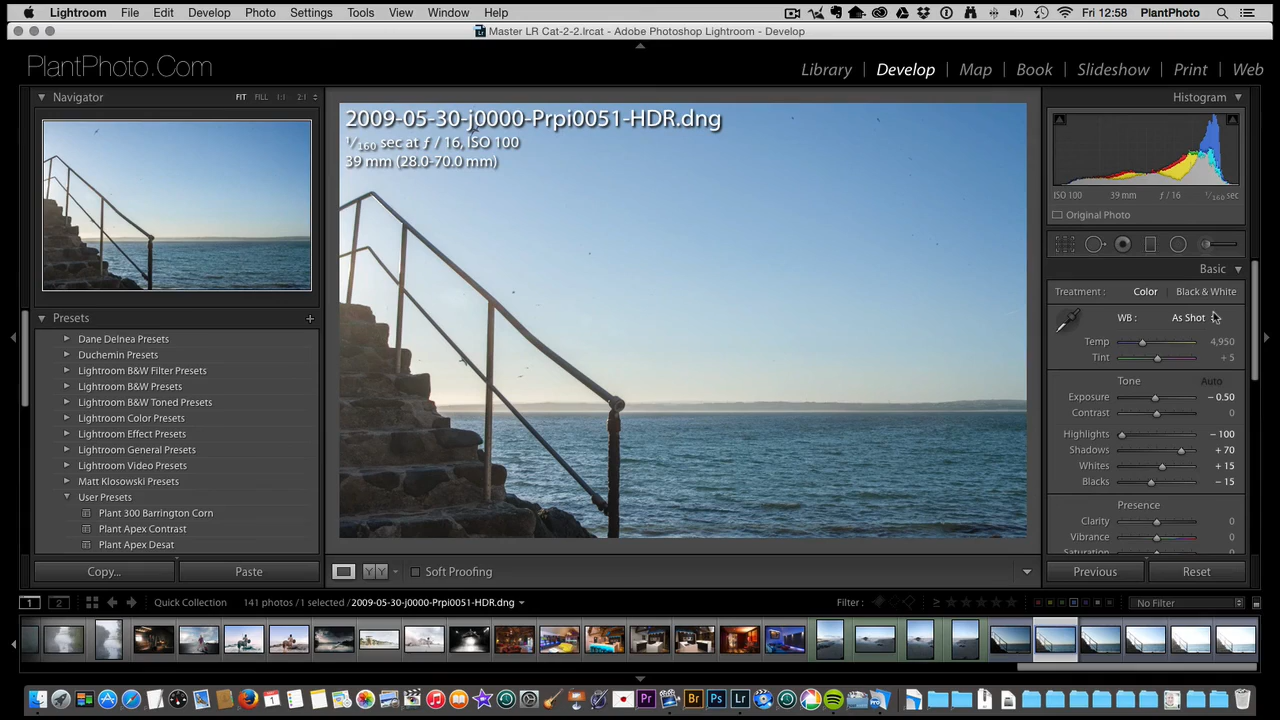 Lightroom File Edit Develop Photo Settings Tools View Window Help Fri 12:58 PlantPhoto
Master LR Cat-2-2.lrcat - Adobe Photoshop Lightroom - Develop
PlantPhoto.Com
Library | Develop | Map | Book | Slideshow | Print | Web
Navigator FIT FILL 1:1 2:1
Presets +
Dane Delnea Presets
Duchemin Presets
Lightroom B&W Filter Presets
Lightroom B&W Presets
Lightroom B&W Toned Presets
Lightroom Color Presets
Lightroom Effect Presets
Lightroom General Presets
Lightroom Video Presets
Matt Klosowski Presets
User Presets
Plant 300 Barrington Corn
Plant Apex Contrast
Plant Apex Desat
Copy... Paste
2009-05-30-j0000-Prpi0051-HDR.dng
1/160 sec at ƒ / 16, ISO 100
39 mm (28.0-70.0 mm)
Soft Proofing
Histogram
ISO 100 39 mm ƒ / 16 1/160 sec
Original Photo
Basic
Treatment : Color | Black & White
WB : As Shot
Temp 4,950
Tint + 5
Tone Auto
Exposure − 0.50
Contrast 0
Highlights − 100
Shadows + 70
Whites + 15
Blacks − 15
Presence
Clarity 0
Vibrance 0
Saturation
Previous Reset
1 2 Quick Collection 141 photos / 1 selected / 2009-05-30-j0000-Prpi0051-HDR.dng Filter : ≥ No Filter
Pr Br Ps Lr